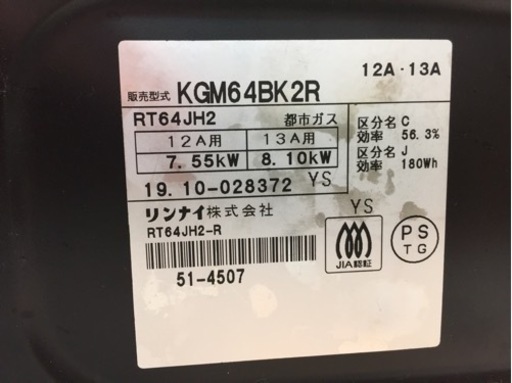 12A・13A
販売型式 KGM64BK2R
RT64JH2 都市ガス
12A用 13A用
7.55kW 8.10kW
区分名 C
効率 56.3%
区分名 J
効率 180Wh
19.10-028372 YS
リンナイ株式会社
RT64JH2-R
YS
51-4507
JIA認証
PS
TG